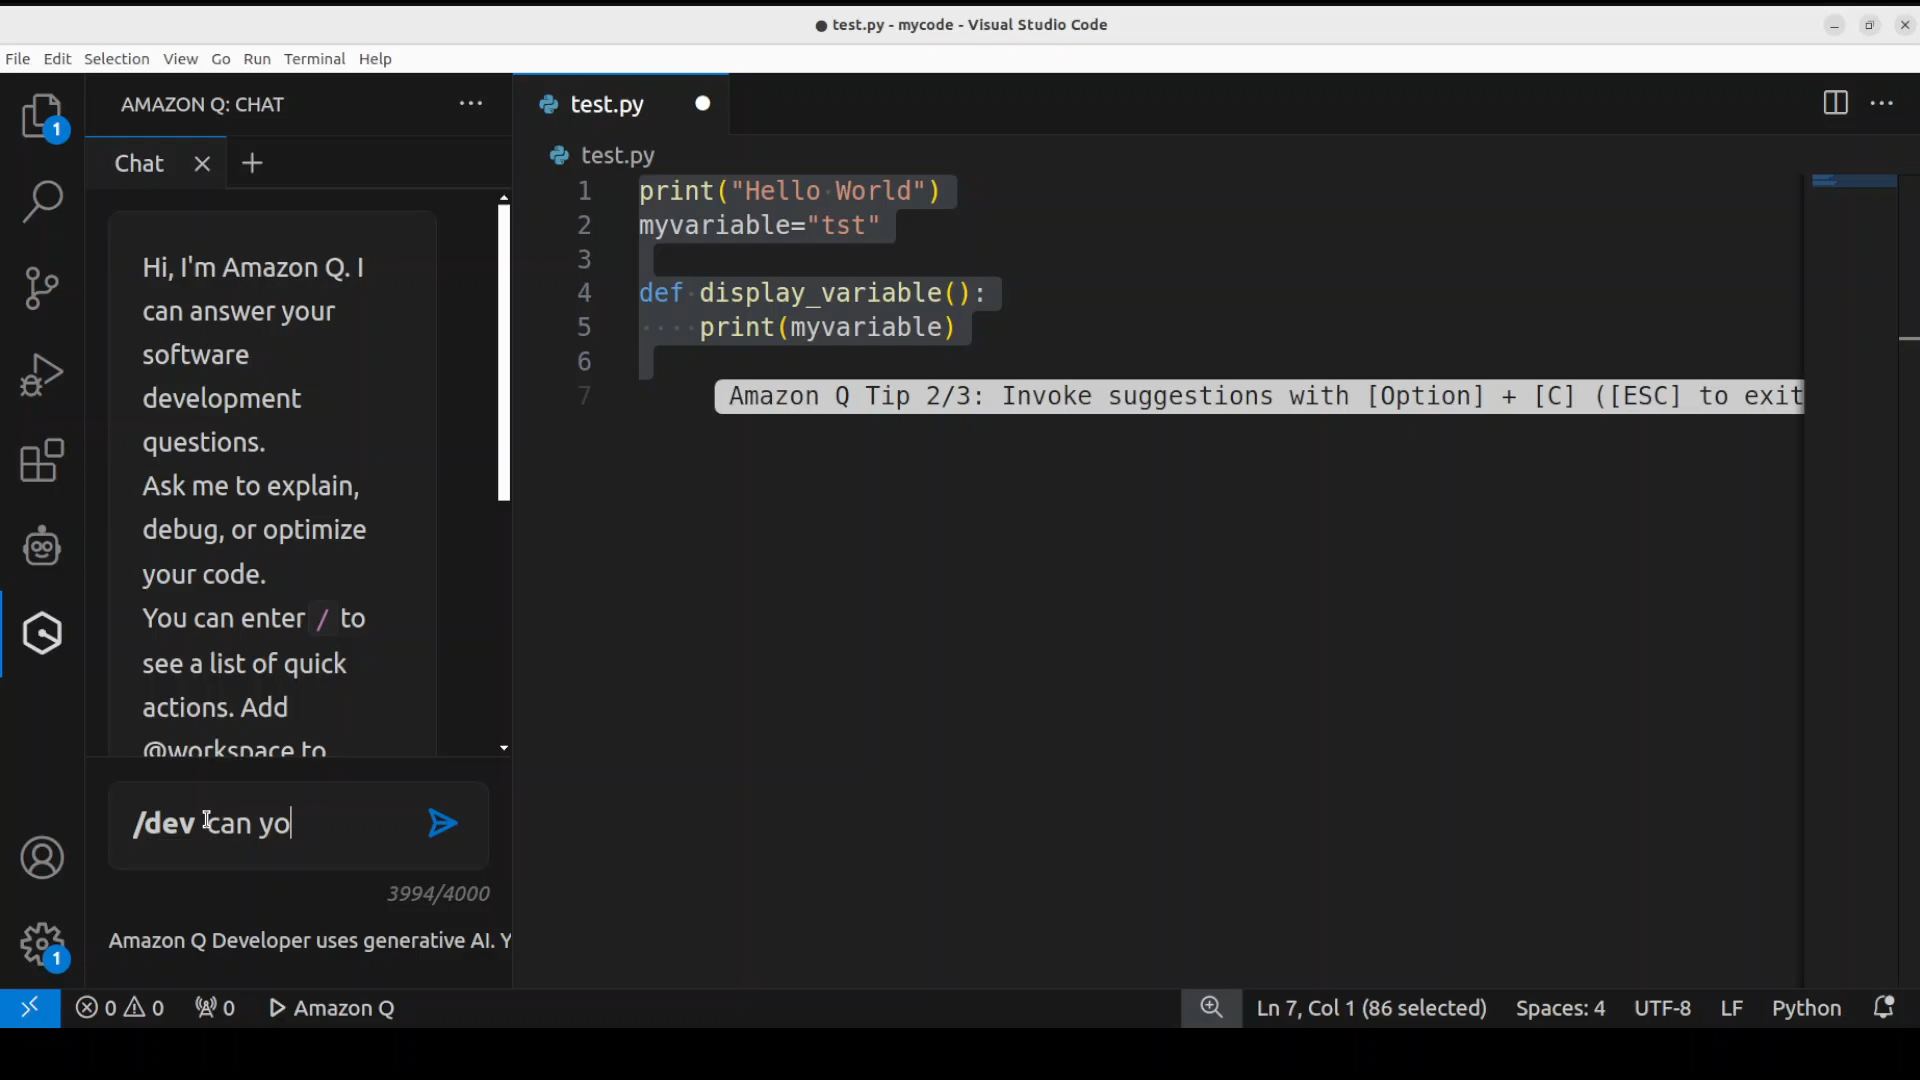 ● test.py - mycode - Visual Studio Code
File Edit Selection View Go Run Terminal Help
1
AMAZON Q: CHAT
Chat
Hi, I'm Amazon Q. I
can answer your
software
development
questions.
Ask me to explain,
debug, or optimize
your code.
You can enter / to
see a list of quick
actions. Add
@workspace to
/dev can yo
3994/4000
Amazon Q Developer uses generative AI. Y
1
test.py
test.py
1 print("Hello World")
2 myvariable="tst"
3
4 def display_variable():
5 print(myvariable)
6
7 Amazon Q Tip 2/3: Invoke suggestions with [Option] + [C] ([ESC] to exit
0 0 0 Amazon Q Ln 7, Col 1 (86 selected) Spaces: 4 UTF-8 LF Python